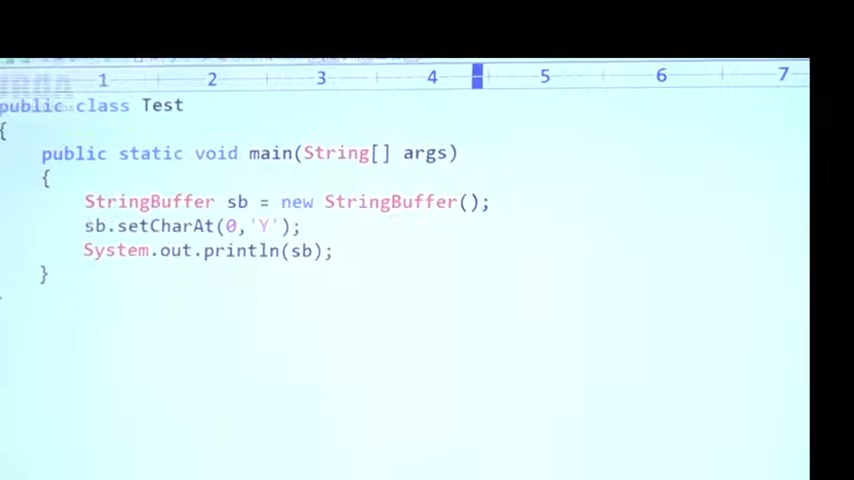 1 2 3 4 5 6 7
public class Test
{
public static void main(String[] args)
{
StringBuffer sb = new StringBuffer();
sb.setCharAt(0,'Y');
System.out.println(sb);
}